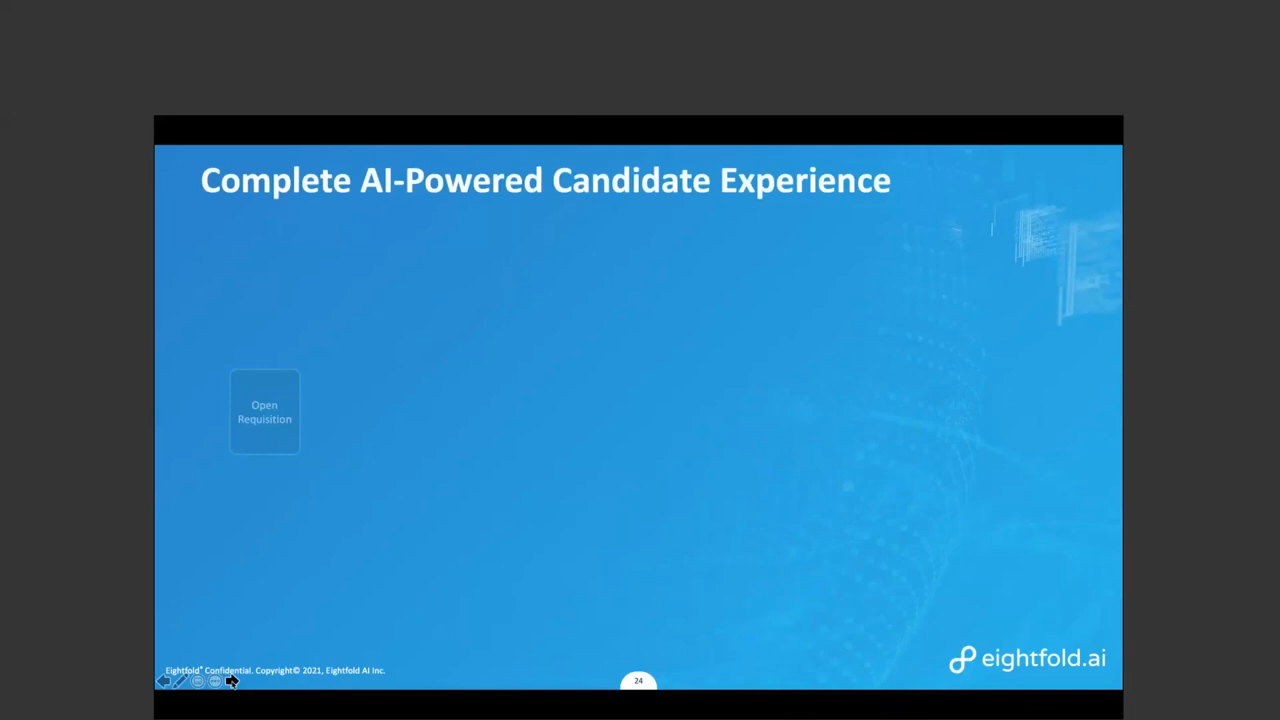 Complete AI-Powered Candidate Experience
Open
Requisition
Eightfold® Confidential. Copyright© 2021, Eightfold AI Inc.
24
eightfold.ai